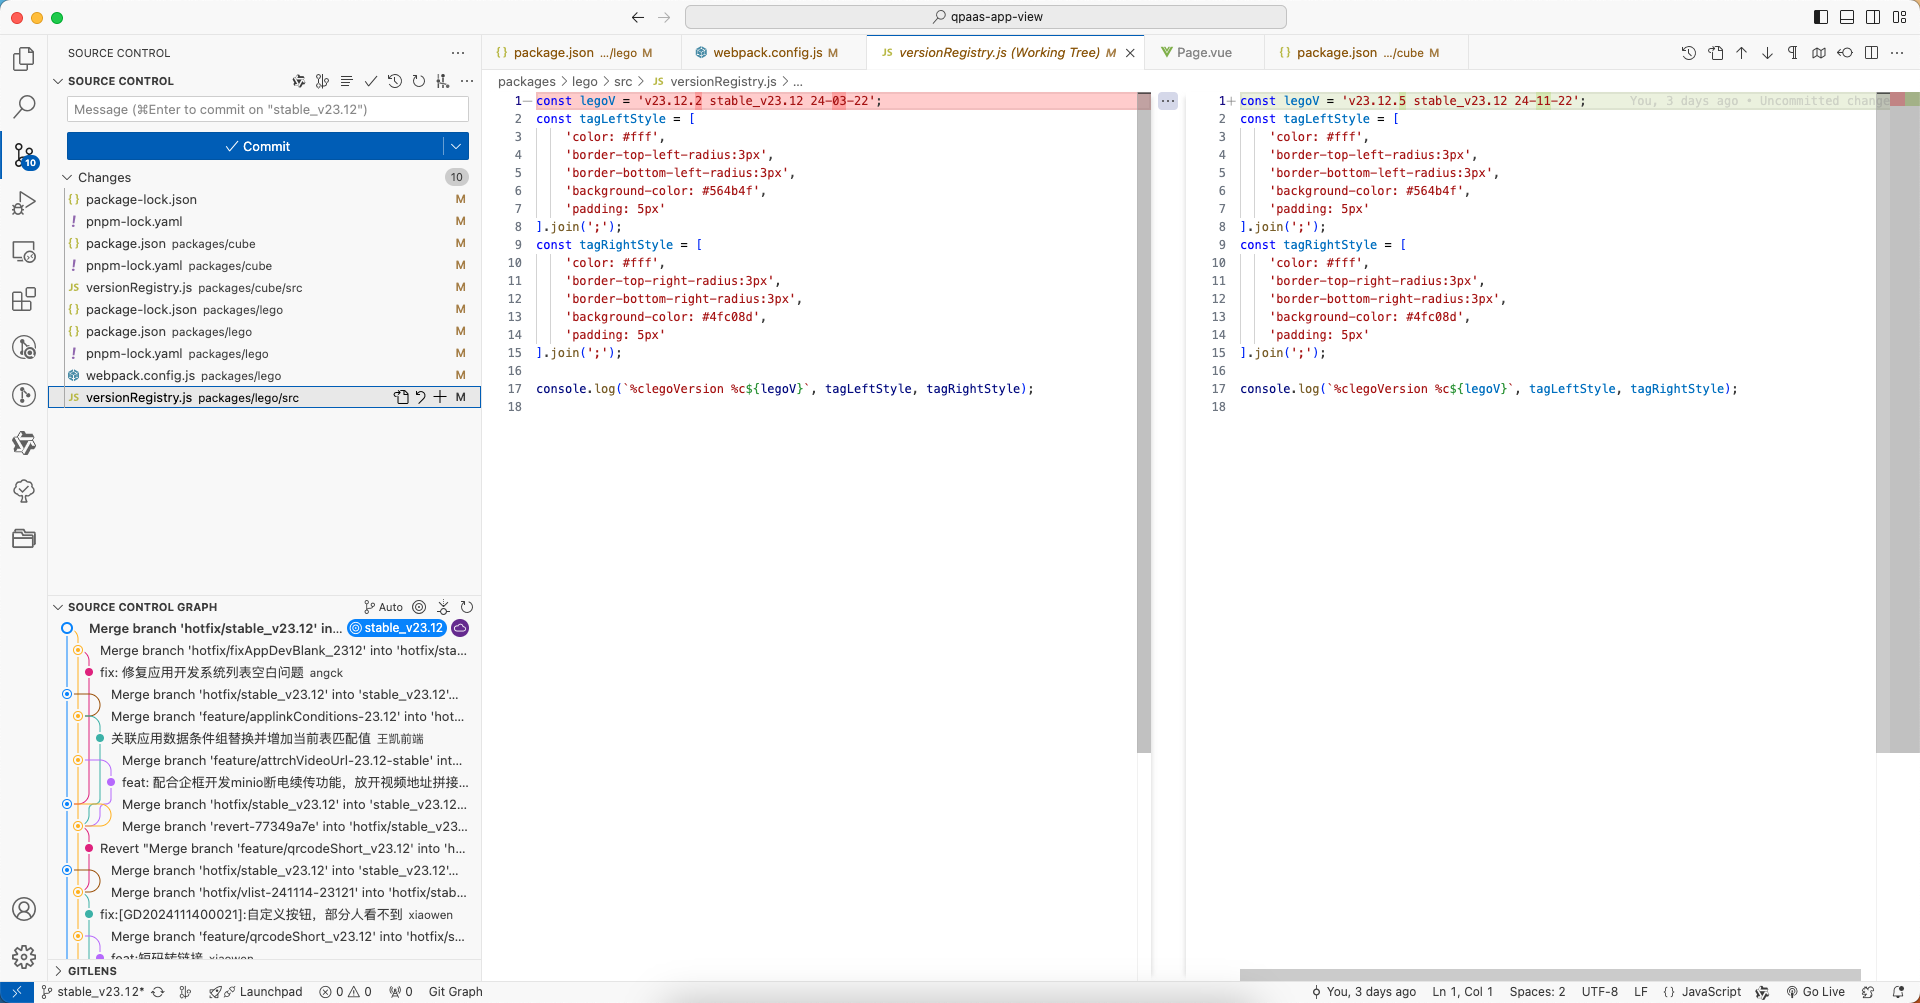 qpaas-app-view
SOURCE CONTROL
SOURCE CONTROL
Message (⌘Enter to commit on "stable_v23.12")
Commit
Changes 10
package-lock.json M
pnpm-lock.yaml M
package.json packages/cube M
pnpm-lock.yaml packages/cube M
JS versionRegistry.js packages/cube/src M
package-lock.json packages/lego M
package.json packages/lego M
pnpm-lock.yaml packages/lego M
webpack.config.js packages/lego M
JS versionRegistry.js packages/lego/src M
10
SOURCE CONTROL GRAPH Auto
Merge branch 'hotfix/stable_v23.12' in... stable_v23.12
Merge branch 'hotfix/fixAppDevBlank_2312' into 'hotfix/sta...
fix: 修复应用开发系统列表空白问题 angck
Merge branch 'hotfix/stable_v23.12' into 'stable_v23.12'...
Merge branch 'feature/applinkConditions-23.12' into 'hot...
关联应用数据条件组替换并增加当前表匹配值 王凯前端
Merge branch 'feature/attrchVideoUrl-23.12-stable' int...
feat: 配合企框开发minio断电续传功能，放开视频地址拼接...
Merge branch 'hotfix/stable_v23.12' into 'stable_v23.12...
Merge branch 'revert-77349a7e' into 'hotfix/stable_v23...
Revert "Merge branch 'feature/qrcodeShort_v23.12' into 'h...
Merge branch 'hotfix/stable_v23.12' into 'stable_v23.12'...
Merge branch 'hotfix/vlist-241114-23121' into 'hotfix/stab...
fix:[GD2024111400021]:自定义按钮，部分人看不到 xiaowen
Merge branch 'feature/qrcodeShort_v23.12' into 'hotfix/s...
feat:短码转链接 xiaowen
GITLENS
{} package.json .../lego M
webpack.config.js M
JS versionRegistry.js (Working Tree) M
Page.vue
{} package.json .../cube M
packages > lego > src > JS versionRegistry.js > ...
1 — const legoV = 'v23.12.2 stable_v23.12 24-03-22';
2 const tagLeftStyle = [
3 'color: #fff',
4 'border-top-left-radius:3px',
5 'border-bottom-left-radius:3px',
6 'background-color: #564b4f',
7 'padding: 5px'
8 ].join(';');
9 const tagRightStyle = [
10 'color: #fff',
11 'border-top-right-radius:3px',
12 'border-bottom-right-radius:3px',
13 'background-color: #4fc08d',
14 'padding: 5px'
15 ].join(';');
16
17 console.log(`%clegoVersion %c${legoV}`, tagLeftStyle, tagRightStyle);
18
1 + const legoV = 'v23.12.5 stable_v23.12 24-11-22'; You, 3 days ago • Uncommitted change
2 const tagLeftStyle = [
3 'color: #fff',
4 'border-top-left-radius:3px',
5 'border-bottom-left-radius:3px',
6 'background-color: #564b4f',
7 'padding: 5px'
8 ].join(';');
9 const tagRightStyle = [
10 'color: #fff',
11 'border-top-right-radius:3px',
12 'border-bottom-right-radius:3px',
13 'background-color: #4fc08d',
14 'padding: 5px'
15 ].join(';');
16
17 console.log(`%clegoVersion %c${legoV}`, tagLeftStyle, tagRightStyle);
18
stable_v23.12* Launchpad 0 0 0 Git Graph
You, 3 days ago Ln 1, Col 1 Spaces: 2 UTF-8 LF {} JavaScript Go Live